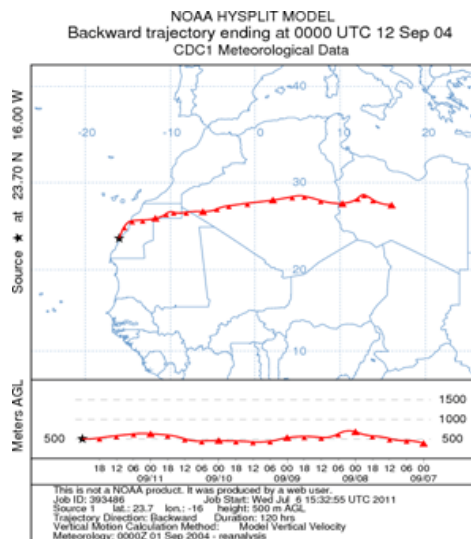 NOAA HYSPLIT MODEL
Backward trajectory ending at 0000 UTC 12 Sep 04
CDC1 Meteorological Data
Source ★ at 23.70 N 16.00 W
-20 -10 0 10 20
40
30
20
10
Meters AGL
500
1500
1000
500
18 12 06 00 18 12 06 00 18 12 06 00 18 12 06 00 18 12 06 00
09/11 09/10 09/09 09/08 09/07
This is not a NOAA product. It was produced by a web user.
Job ID: 393486 Job Start: Wed Jul 6 15:32:55 UTC 2011
Source 1 lat.: 23.7 lon.: -16 height: 500 m AGL
Trajectory Direction: Backward Duration: 120 hrs
Vertical Motion Calculation Method: Model Vertical Velocity
Meteorology: 0000Z 01 Sep 2004 - reanalysis